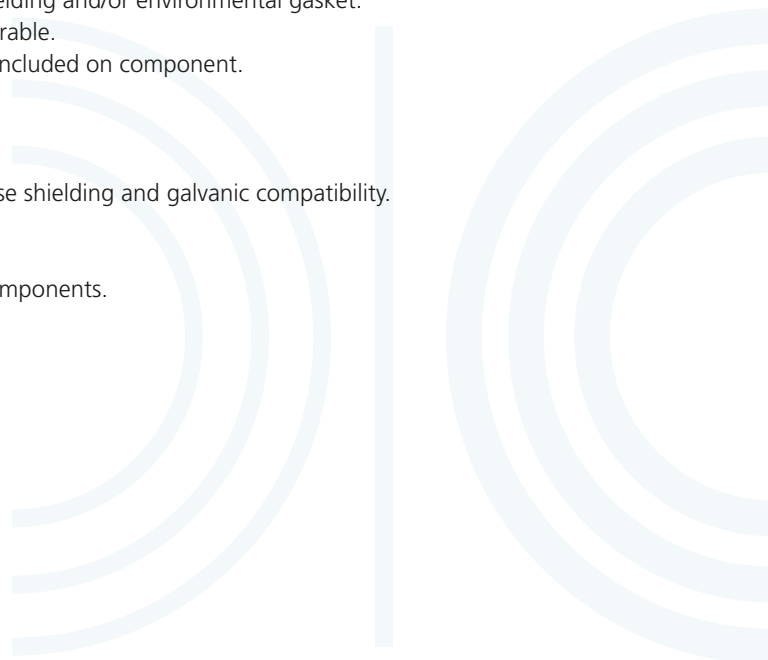 elding and/or environmental gasket.
rable.
ncluded on component.
se shielding and galvanic compatibility.
mponents.